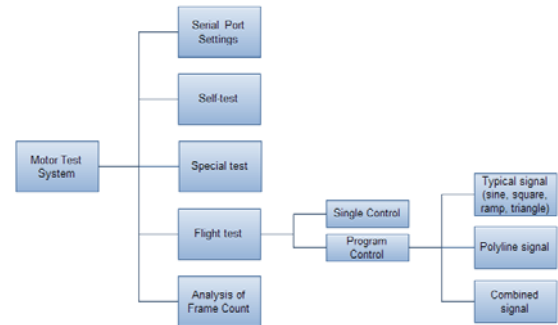 Serial Port
Settings
Self-test
Motor Test
System
Special test
Flight test
Analysis of
Frame Count
Single Control
Program
Control
Typical signal
(sine, square,
ramp, triangle)
Polyline signal
Combined
signal